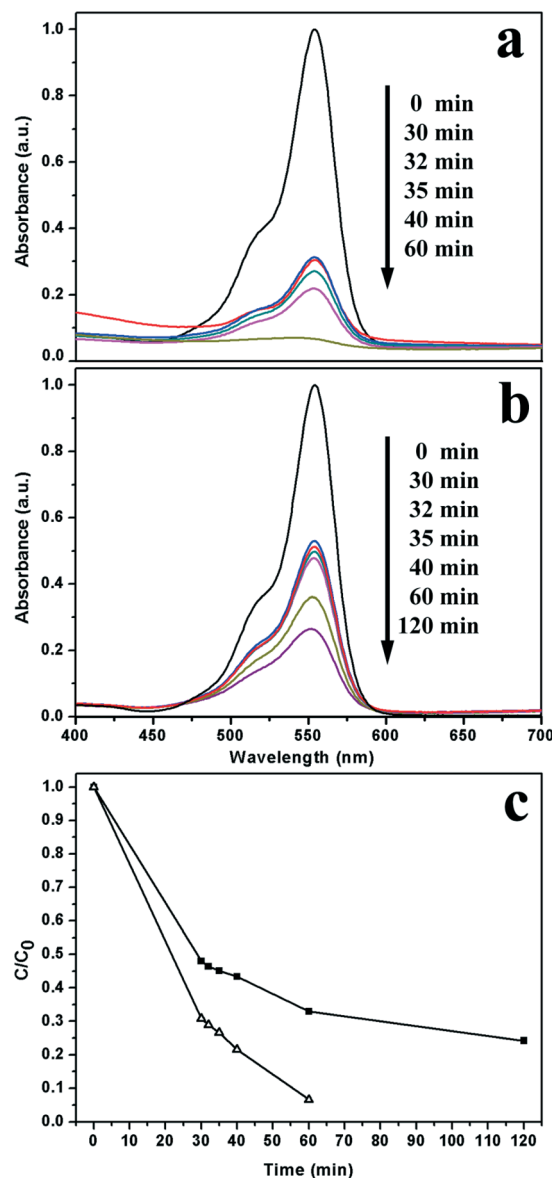 a
Absorbance (a.u.)
1.0
0.8
0.6
0.4
0.2
0.0
0 min
30 min
32 min
35 min
40 min
60 min
b
Absorbance (a.u.)
1.0
0.8
0.6
0.4
0.2
0.0
0 min
30 min
32 min
35 min
40 min
60 min
120 min
400 450 500 550 600 650 700
Wavelength (nm)
c
C/C0
1.0
0.9
0.8
0.7
0.6
0.5
0.4
0.3
0.2
0.1
0.0
0 10 20 30 40 50 60 70 80 90 100 110 120
Time (min)